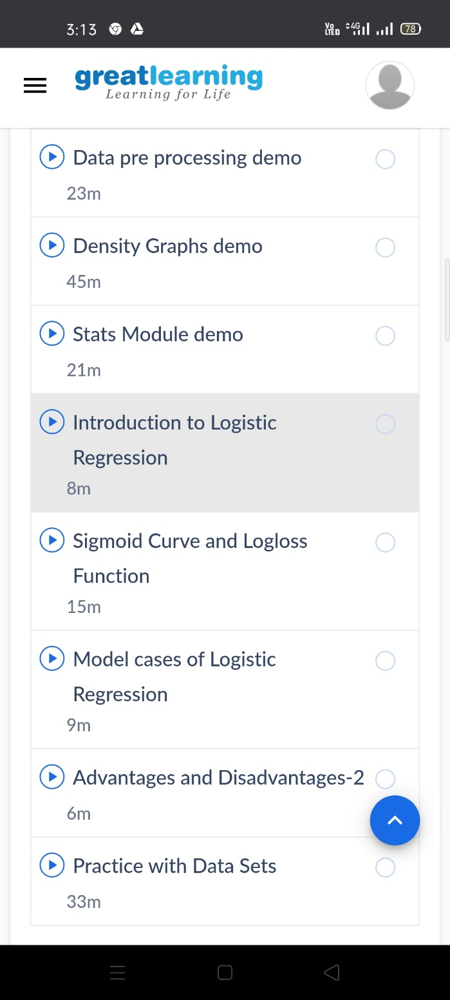 3:13
Vo
LTED
4G
78
greatlearning
Learning for Life
Data pre processing demo
23m
Density Graphs demo
45m
Stats Module demo
21m
Introduction to Logistic
Regression
8m
Sigmoid Curve and Logloss
Function
15m
Model cases of Logistic
Regression
9m
Advantages and Disadvantages-2
6m
Practice with Data Sets
33m